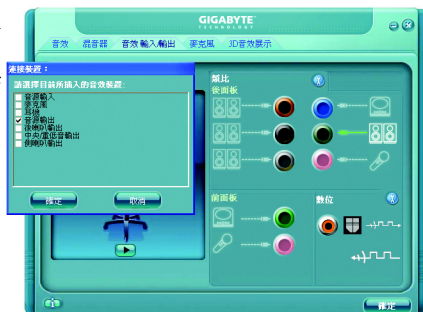 GIGABYTE
TECHNOLOGY
音效 混音器 音效 輸入/輸出 麥克風 3D音效展示
連接裝置：
請選擇目前所插入的音效裝置:
音源輸入
麥克風
耳機
音源輸出
後喇叭輸出
中央/重低音輸出
側喇叭輸出
確定 取消
類比
後面板
前面板
數位
確定